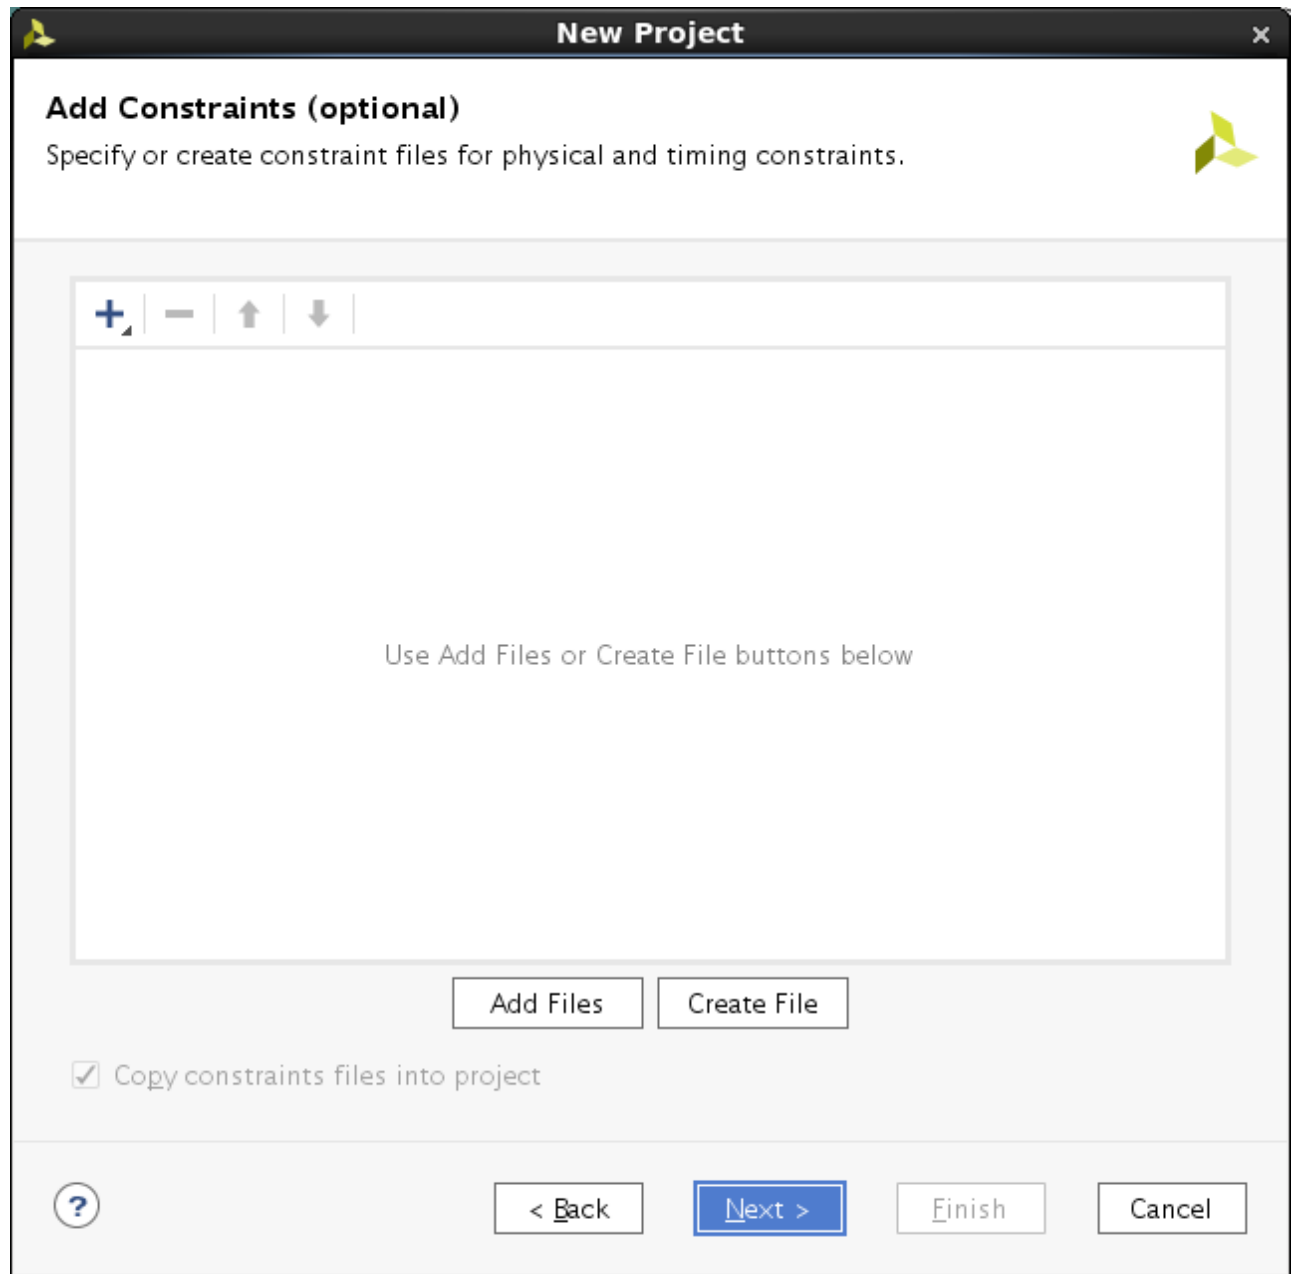 New Project
Add Constraints (optional)
Specify or create constraint files for physical and timing constraints.
Use Add Files or Create File buttons below
Add Files
Create File
Copy constraints files into project
?
< Back
Next >
Finish
Cancel